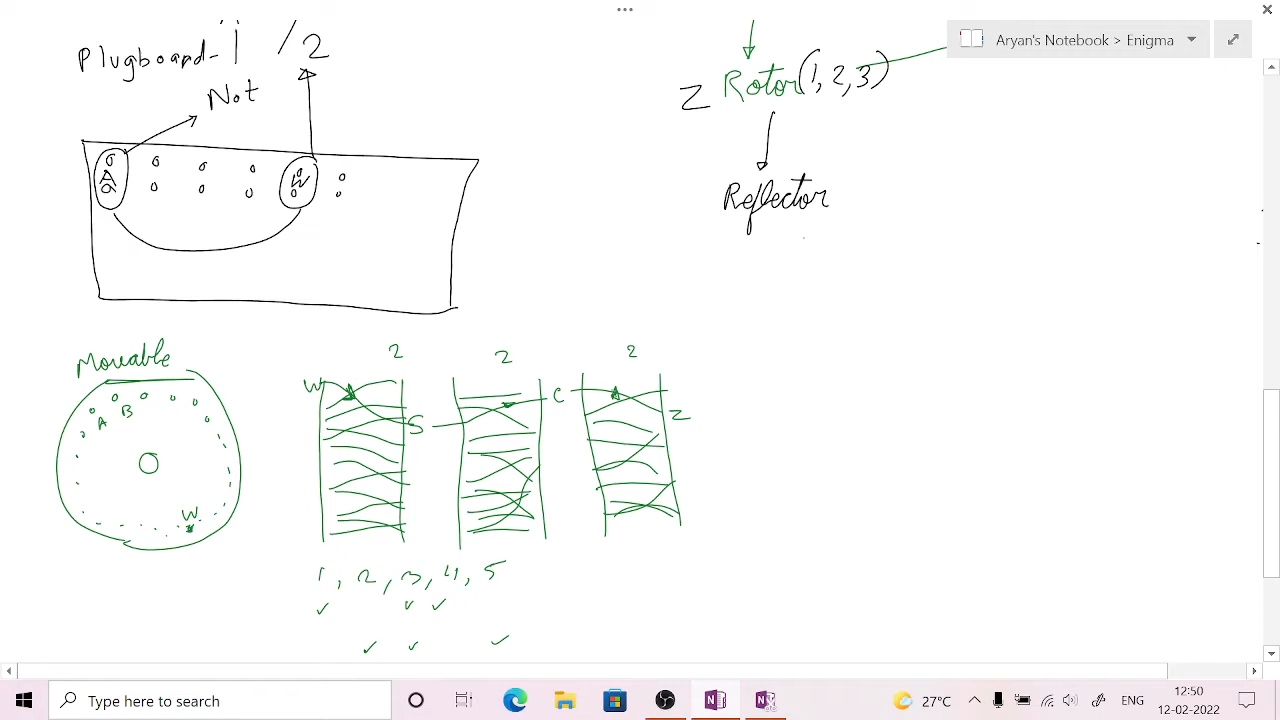 Plugboard-1 / 2
Not
A
W
Aryan's Notebook > Enigma
Z Rotor (1, 2, 3)
Reflector
Movable
A B
W
2 2 2
W S C Z
1, 2, 3, 4, 5
Type here to search
27°C
ENG
12:50
12-02-2022